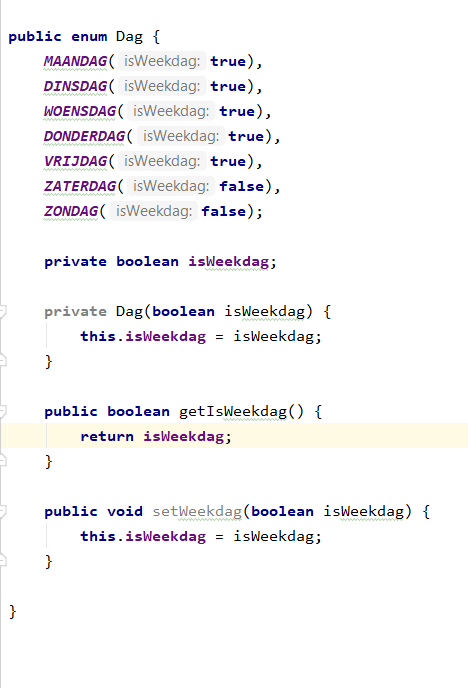 public enum Dag {
    MAANDAG( isWeekdag: true),
    DINSDAG( isWeekdag: true),
    WOENSDAG( isWeekdag: true),
    DONDERDAG( isWeekdag: true),
    VRIJDAG( isWeekdag: true),
    ZATERDAG( isWeekdag: false),
    ZONDAG( isWeekdag: false);
    private boolean isWeekdag;
    private Dag(boolean isWeekdag) {
        this.isWeekdag = isWeekdag;
    }
    public boolean getIsWeekdag() {
        return isWeekdag;
    }
    public void setWeekdag(boolean isWeekdag) {
        this.isWeekdag = isWeekdag;
    }
}